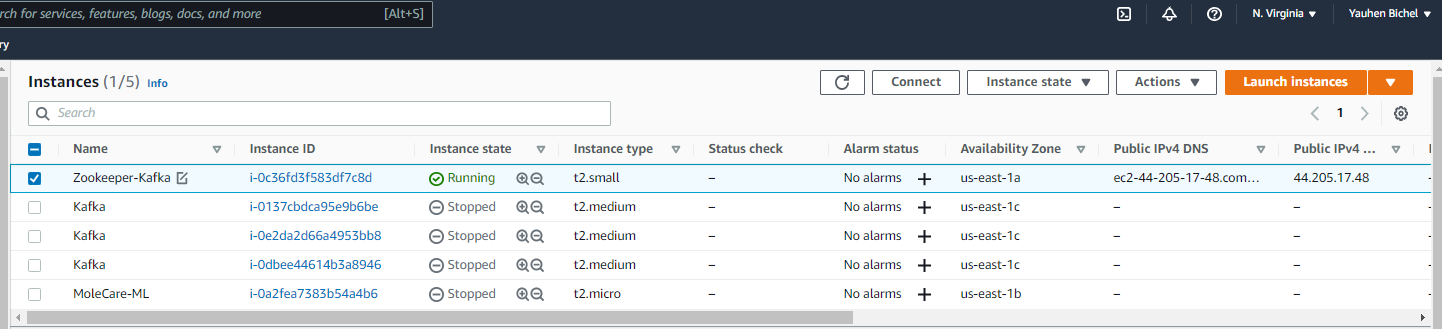 rch for services, features, blogs, docs, and more [Alt+S] N. Virginia ▼ Yauhen Bichel ▼
ry
Instances (1/5) Info Connect Instance state ▼ Actions ▼ Launch instances ▼
Search 1
Name Instance ID Instance state Instance type Status check Alarm status Availability Zone Public IPv4 DNS Public IPv4 ...
Zookeeper-Kafka i-0c36fd3f583df7c8d Running t2.small – No alarms + us-east-1a ec2-44-205-17-48.com... 44.205.17.48
Kafka i-0137cbdca95e9b6be Stopped t2.medium – No alarms + us-east-1c – –
Kafka i-0e2da2d66a4953bb8 Stopped t2.medium – No alarms + us-east-1c – –
Kafka i-0dbee44614b3a8946 Stopped t2.medium – No alarms + us-east-1c – –
MoleCare-ML i-0a2fea7383b54a4b6 Stopped t2.micro – No alarms + us-east-1b – –